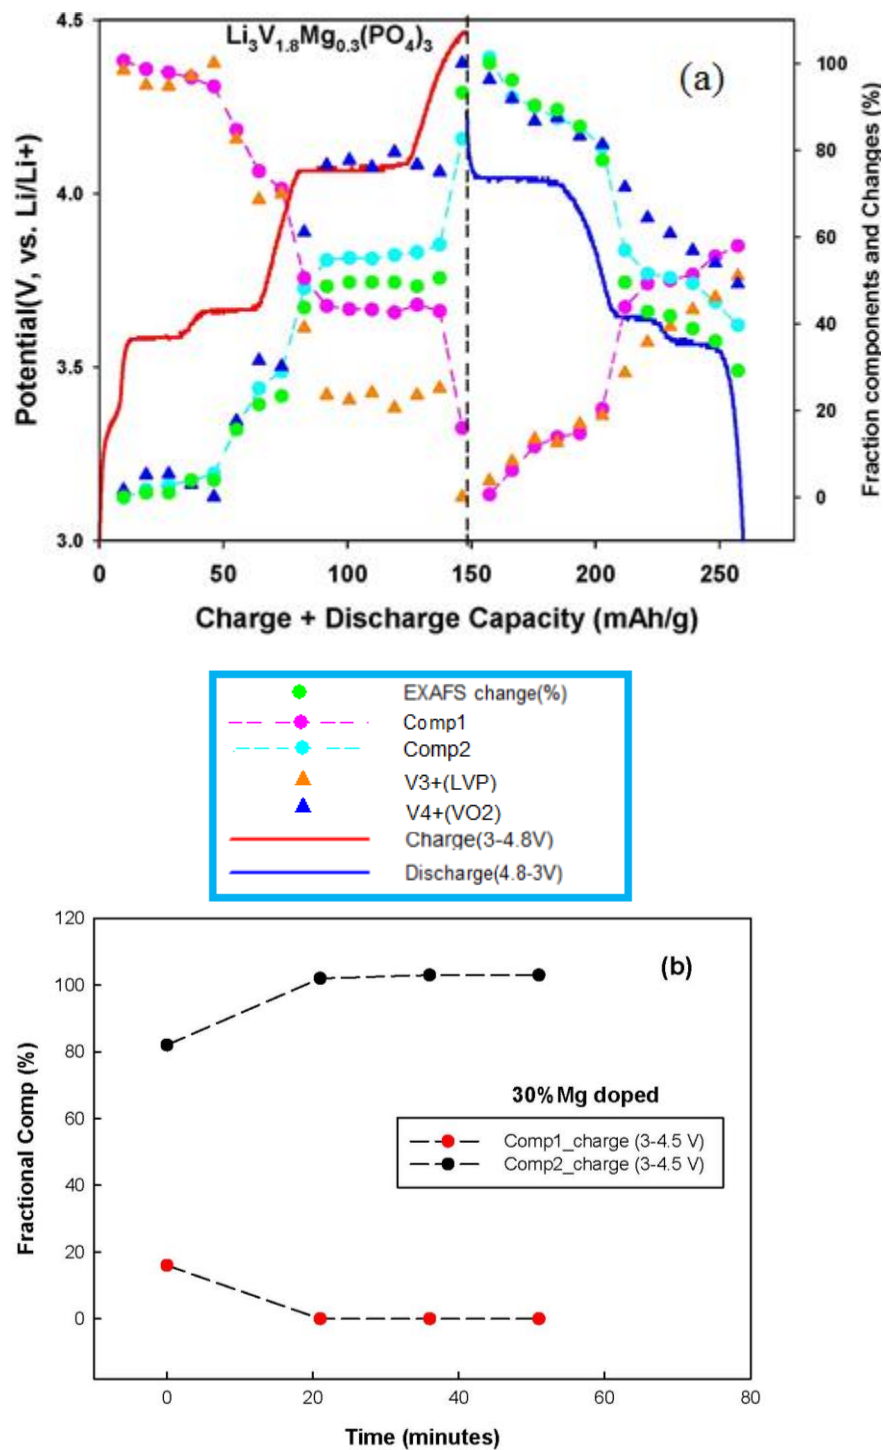 Li3V1.8Mg0.3(PO4)3
(a)
4.5
4.0
3.5
3.0
Potential(V, vs. Li/Li+)
100
80
60
40
20
0
Fraction components and Changes (%)
0
50
100
150
200
250
Charge + Discharge Capacity (mAh/g)
EXAFS change(%)
Comp1
Comp2
V3+(LVP)
V4+(VO2)
Charge(3-4.8V)
Discharge(4.8-3V)
120
100
80
60
40
20
0
Fractional Comp (%)
(b)
30%Mg doped
Comp1_charge (3-4.5 V)
Comp2_charge (3-4.5 V)
0
20
40
60
80
Time (minutes)